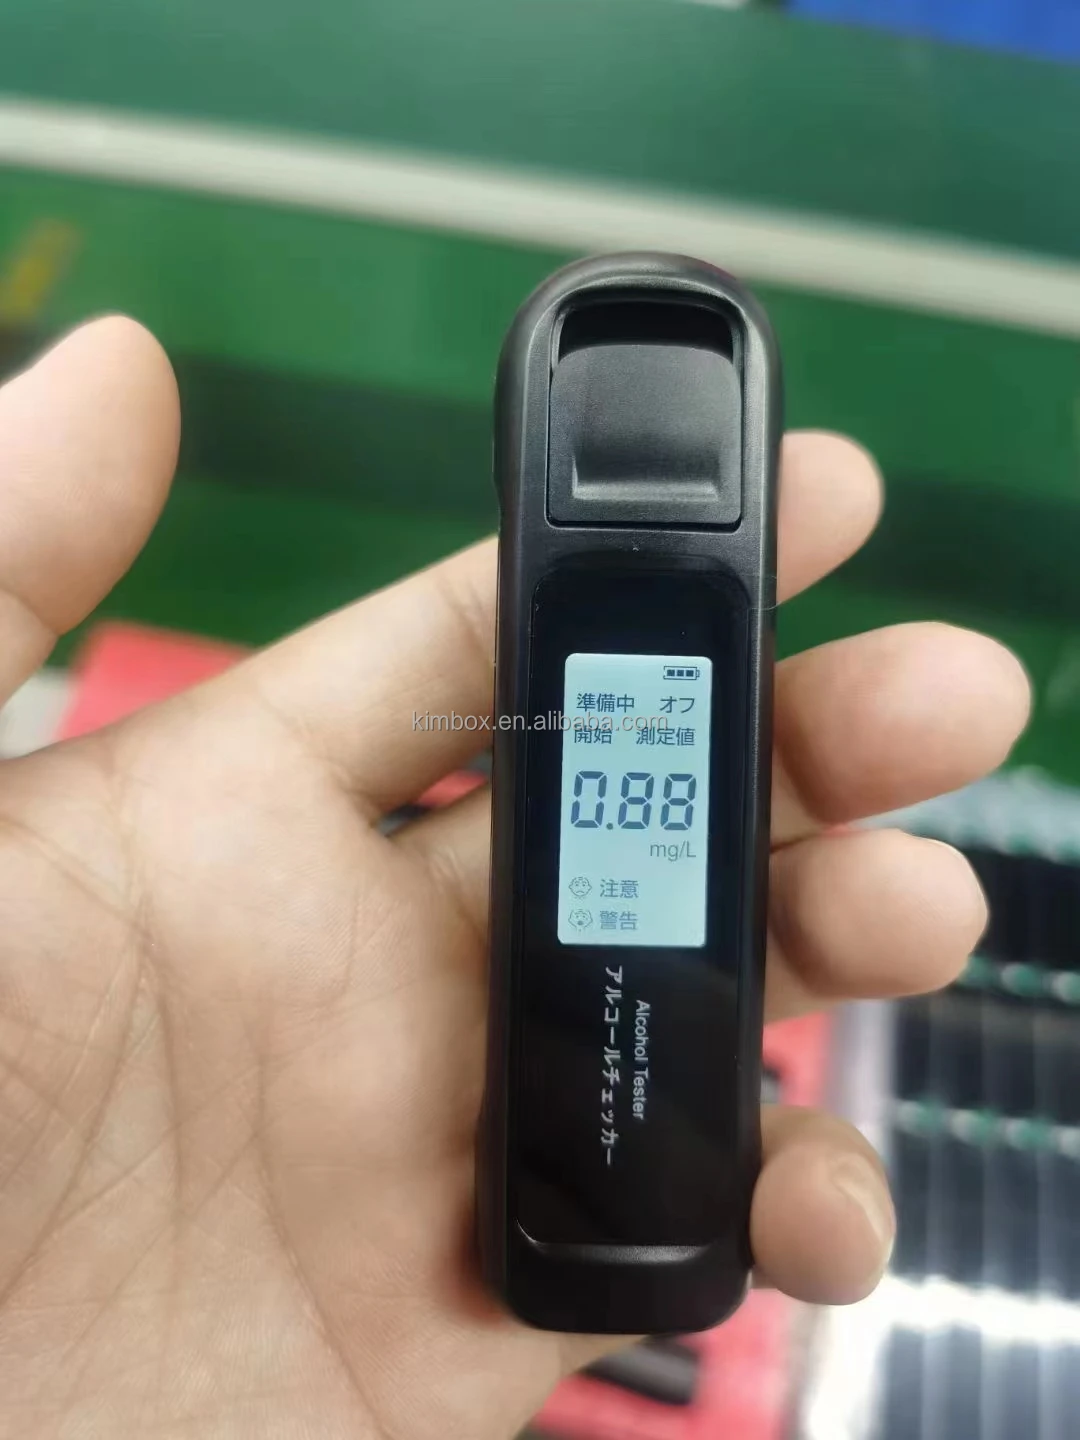 準備中 オフ
kimbox.en.alibaba.com
開始 測定値
0.88
mg/L
注意
警告
Alcohol Tester
アルコールチェッカー